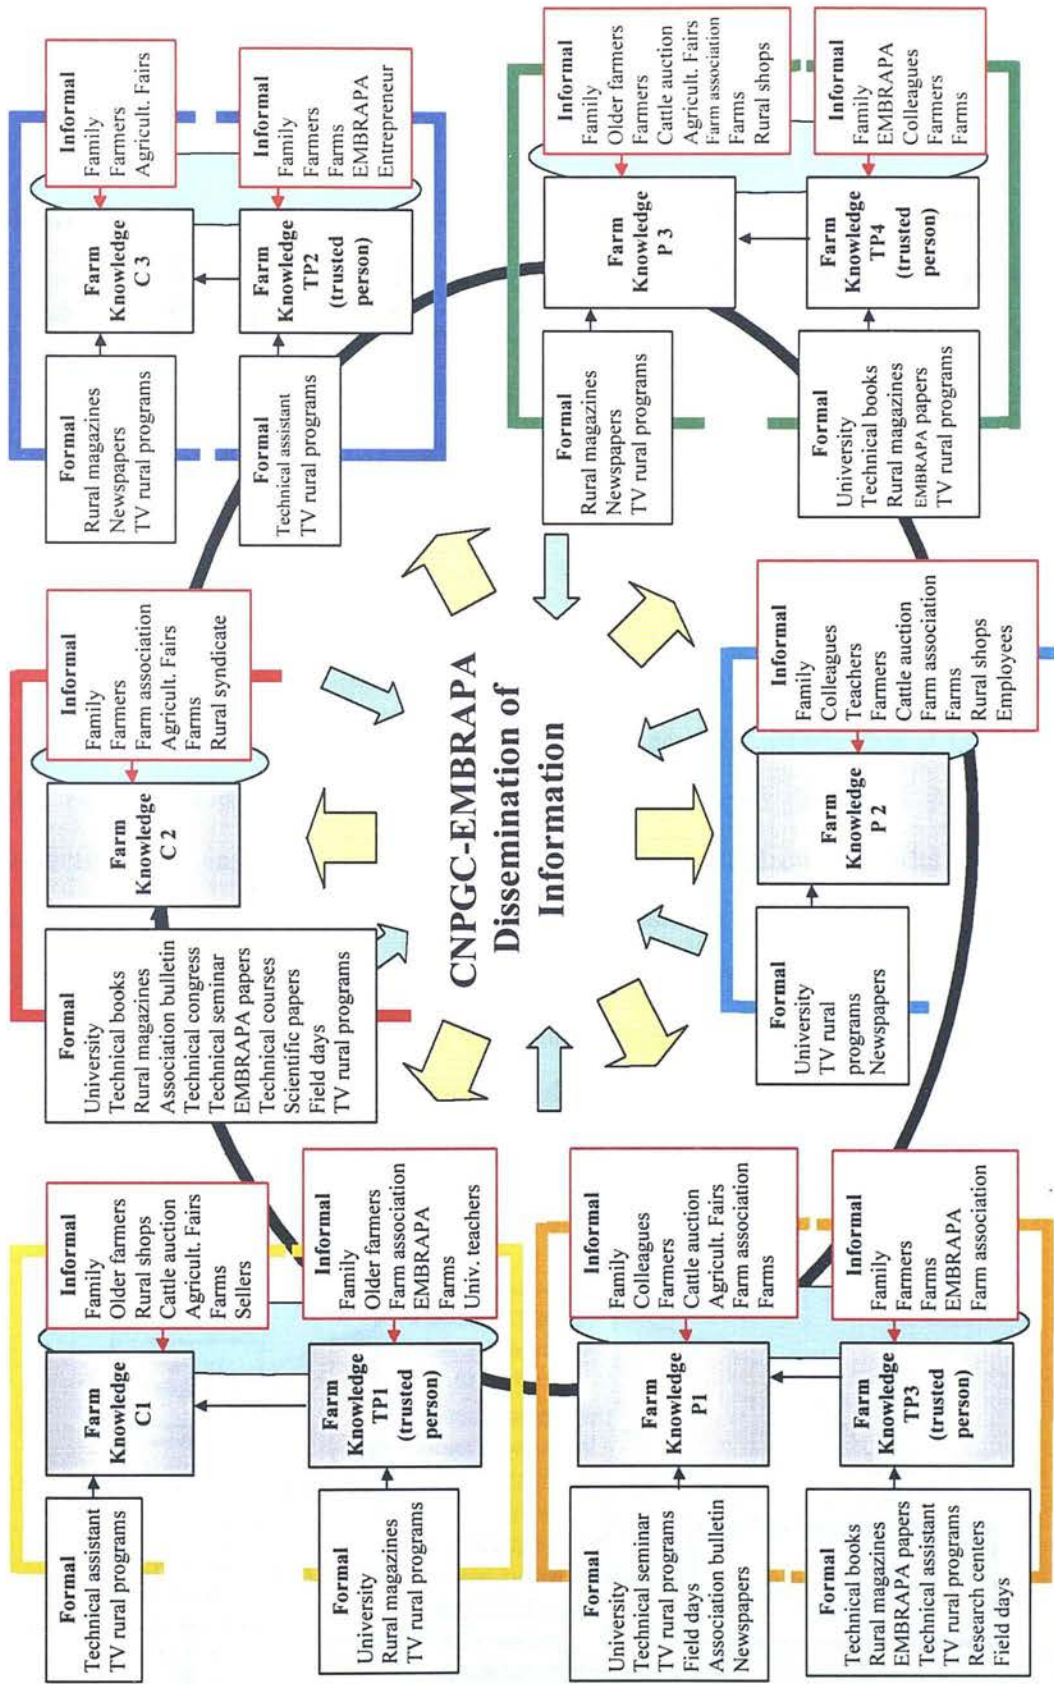 Formal
Technical assistant
TV rural programs
Farm
Knowledge
C1
Informal
Family
Older farmers
Rural shops
Cattle auction
Agricult. Fairs
Farms
Sellers
Formal
University
Rural magazines
TV rural programs
Farm
Knowledge
TP1
(trusted
person)
Informal
Family
Older farmers
Farm association
EMBRAPA
Farms
Univ. teachers
Formal
University
Technical books
Rural magazines
Association bulletin
Technical congress
Technical seminar
EMBRAPA papers
Technical courses
Scientific papers
Field days
TV rural programs
Farm
Knowledge
C 2
Informal
Family
Farmers
Farm association
Agricult. Fairs
Farms
Rural syndicate
Formal
Rural magazines
Newspapers
TV rural programs
Farm
Knowledge
C 3
Informal
Family
Farmers
Agricult. Fairs
Formal
Technical assistant
TV rural programs
Farm
Knowledge
TP2
(trusted
person)
Informal
Family
Farmers
Farms
EMBRAPA
Entrepreneur
CNPGC-EMBRAPA
Dissemination of
Information
Formal
University
Technical seminar
TV rural programs
Field days
Association bulletin
Newspapers
Farm
Knowledge
P1
Informal
Family
Colleagues
Farmers
Cattle auction
Agricult. Fairs
Farm association
Farms
Formal
Technical books
Rural magazines
EMBRAPA papers
Technical assistant
TV rural programs
Research centers
Field days
Farm
Knowledge
TP3
(trusted
person)
Informal
Family
Farmers
Farms
EMBRAPA
Farm association
Formal
University
TV rural
programs
Newspapers
Farm
Knowledge
P 2
Informal
Family
Colleagues
Teachers
Farmers
Cattle auction
Farm association
Farms
Rural shops
Employees
Formal
Rural magazines
Newspapers
TV rural programs
Farm
Knowledge
P 3
Informal
Family
Older farmers
Farmers
Cattle auction
Agricult. Fairs
Farm association
Farms
Rural shops
Formal
University
Technical books
Rural magazines
EMBRAPA papers
TV rural programs
Farm
Knowledge
TP4
(trusted
person)
Informal
Family
EMBRAPA
Colleagues
Farmers
Farms